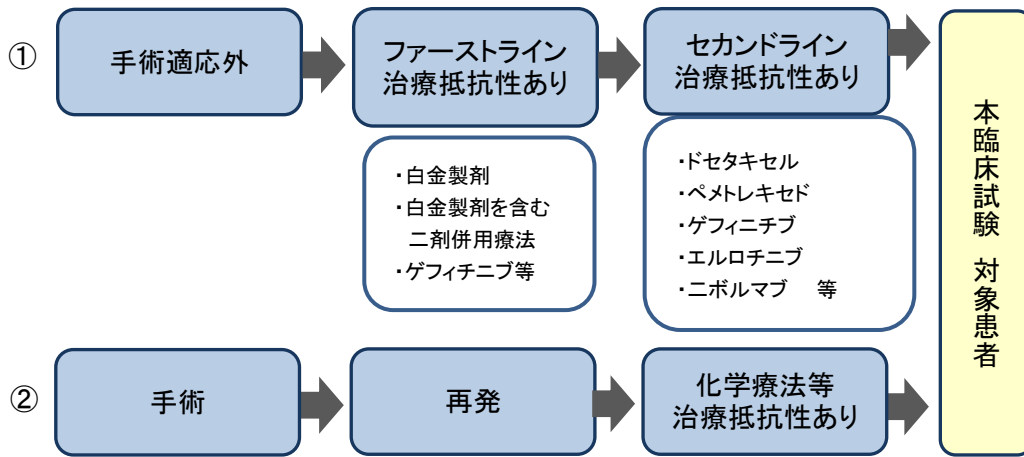 ①
手術適応外
ファーストライン
治療抵抗性あり
セカンドライン
治療抵抗性あり
・白金製剤
・白金製剤を含む
二剤併用療法
・ゲフィチニブ等
・ドセタキセル
・ペメトレキセド
・ゲフィニチブ
・エルロチニブ
・ニボルマブ　等
②
手術
再発
化学療法等
治療抵抗性あり
本臨床試験 対象患者